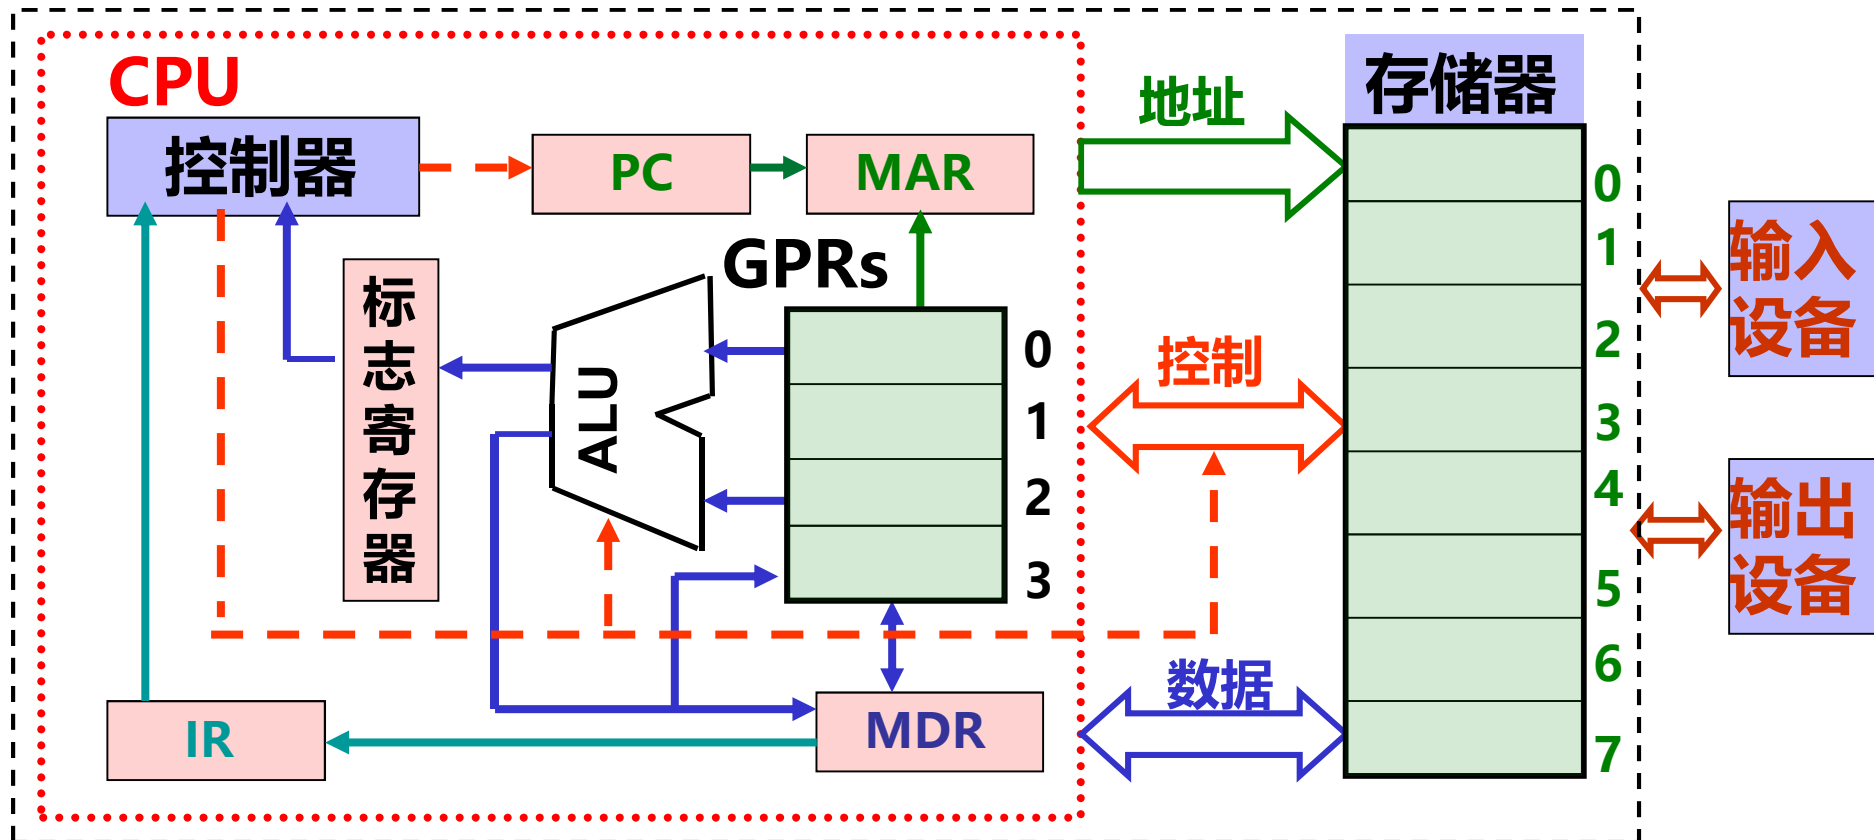 CPU
控制器
PC
MAR
地址
存储器
0
1
2
3
4
5
6
7
输入
设备
输出
设备
标
志
寄
存
器
ALU
GPRs
0
1
2
3
控制
数据
IR
MDR